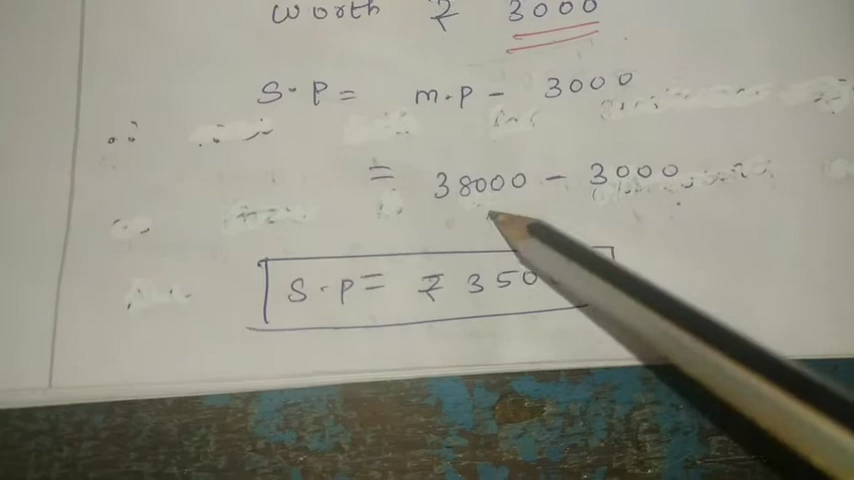 Worth ₹ 3000
S.P = M.P - 3000
= 38000 - 3000
S.P = ₹ 350